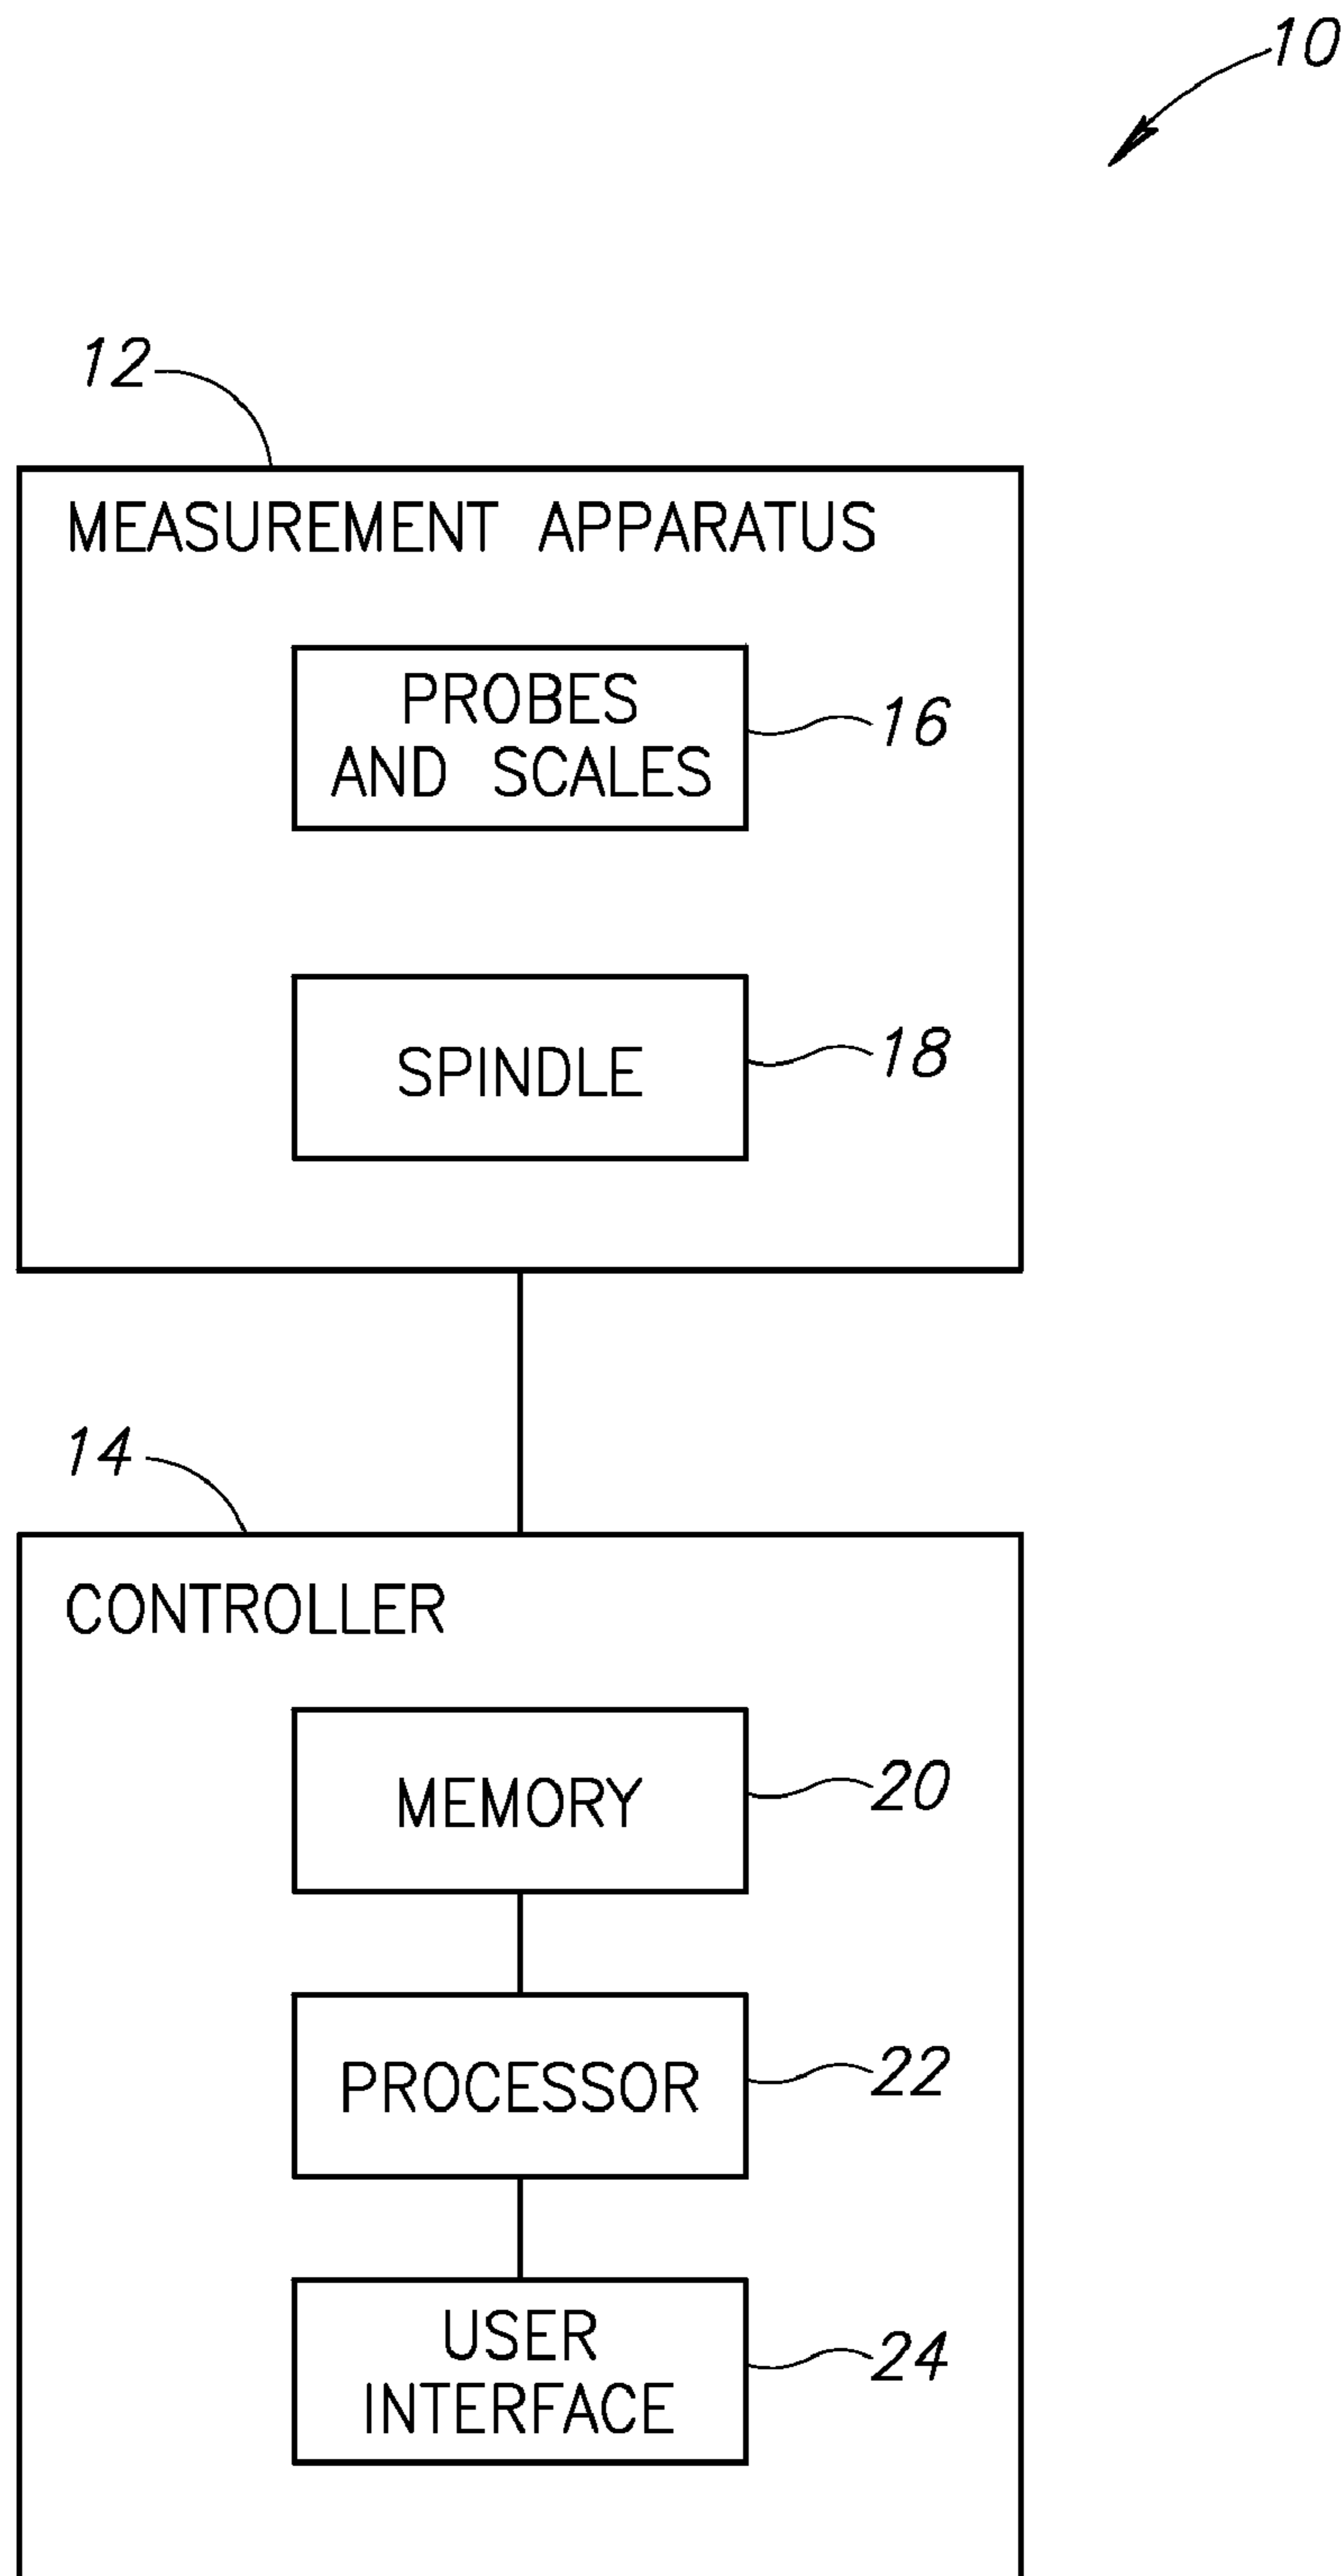 10
12
MEASUREMENT APPARATUS
PROBES
AND SCALES
16
SPINDLE
18
14
CONTROLLER
MEMORY
20
PROCESSOR
22
USER
INTERFACE
24